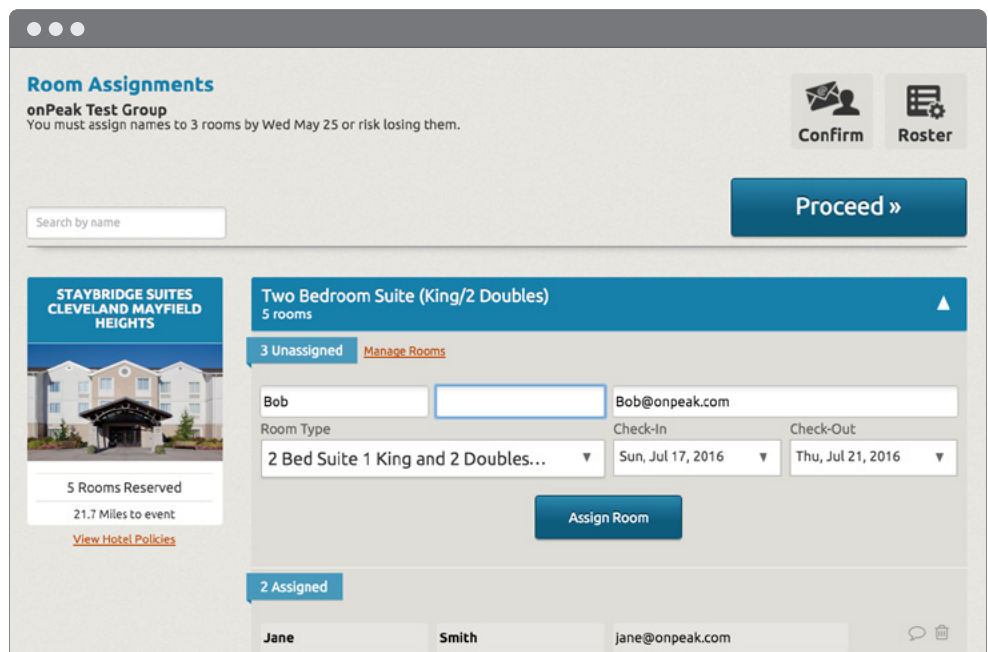 Room Assignments
onPeak Test Group
You must assign names to 3 rooms by Wed May 25 or risk losing them.
Confirm
Roster
Proceed »
Search by name
STAYBRIDGE SUITES
CLEVELAND MAYFIELD
HEIGHTS
5 Rooms Reserved
21.7 Miles to event
View Hotel Policies
Two Bedroom Suite (King/2 Doubles)
5 rooms
3 Unassigned Manage Rooms
Bob Bob@onpeak.com
Room Type Check-In Check-Out
2 Bed Suite 1 King and 2 Doubles... Sun, Jul 17, 2016 Thu, Jul 21, 2016
Assign Room
2 Assigned
Jane Smith jane@onpeak.com